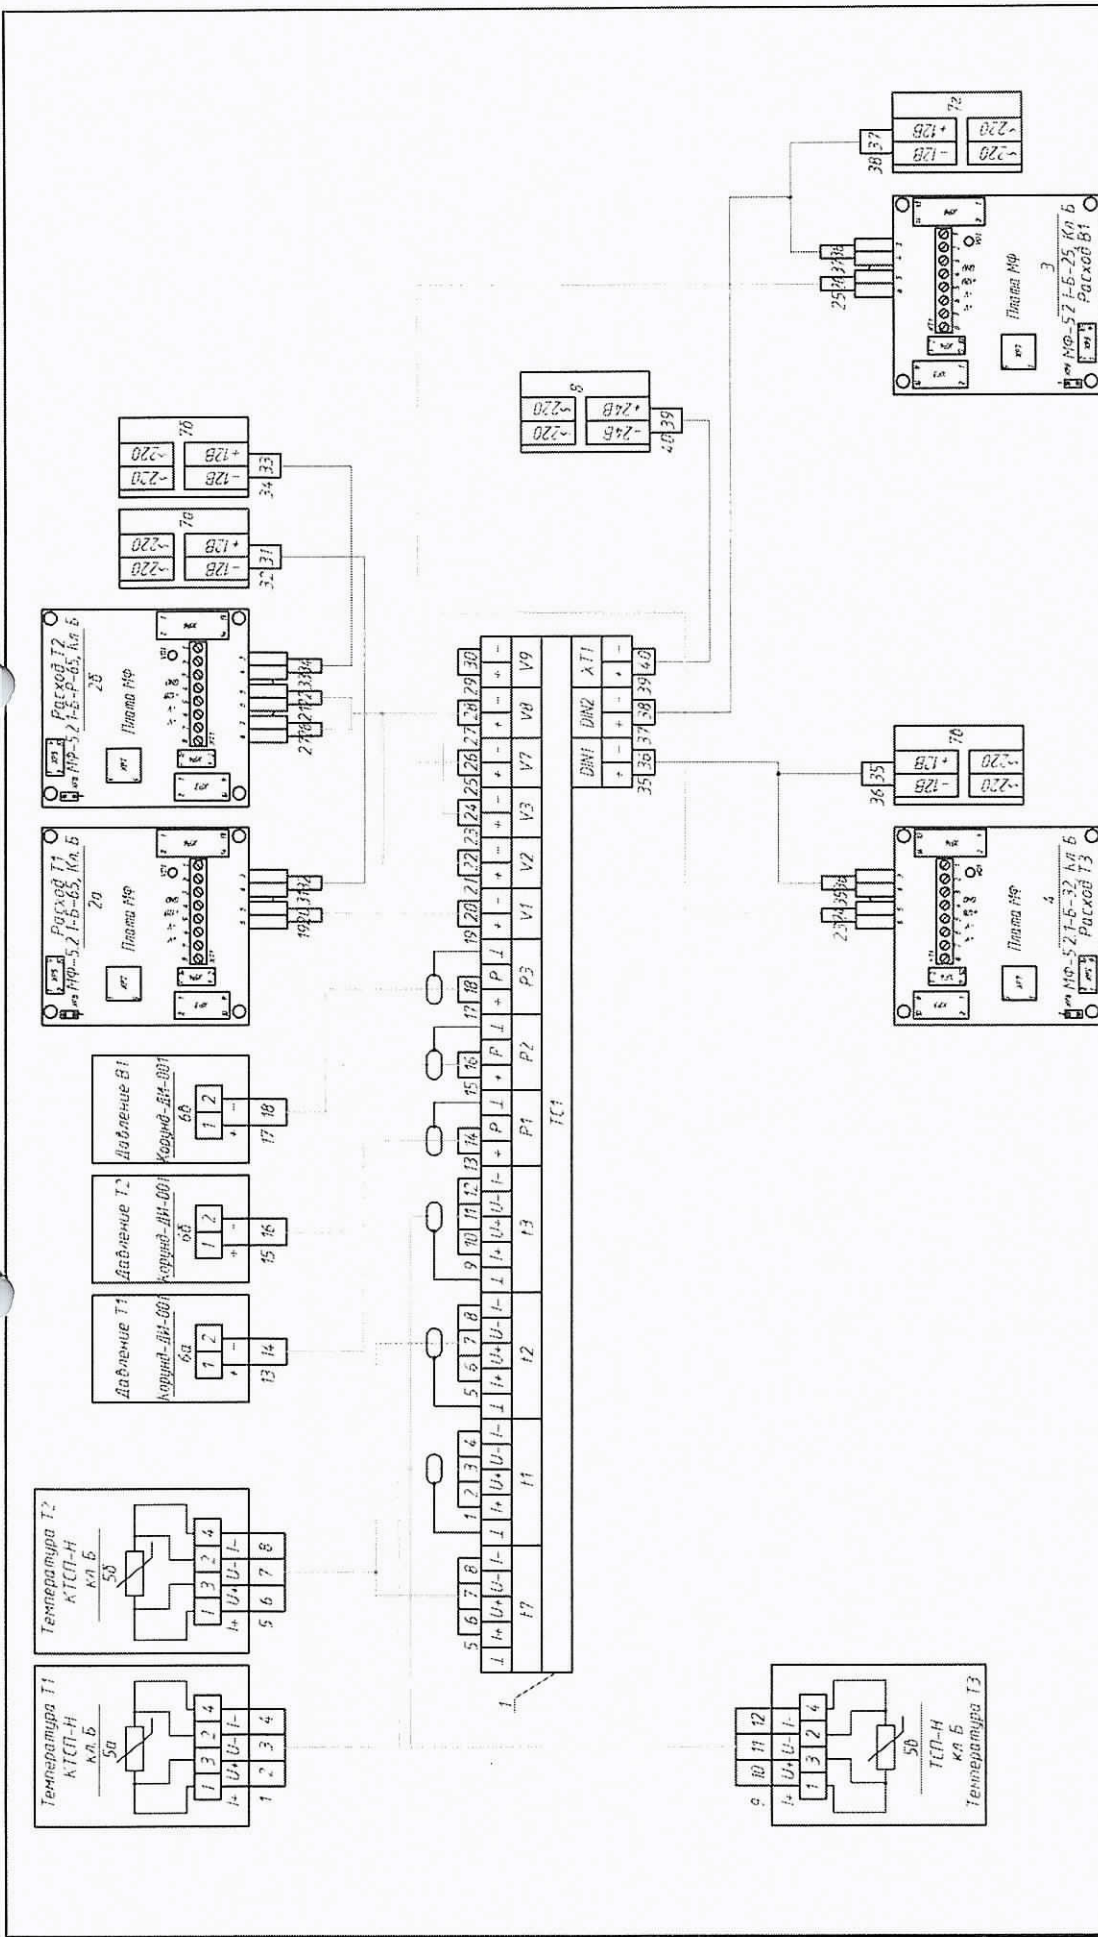 Температура Т1
КТСП-Н
кл. Б
5а
1 3 2 4
I+ U+ U- I-
1 2 3 4
Температура Т2
КТСП-Н
кл. Б
5б
1 3 2 4
I+ U+ U- I-
5 6 7 8
Давление Т1
Корунд-ДИ-001
6а
1 2
+ -
13 14
Давление Т2
Корунд-ДИ-001
6б
1 2
+ -
15 16
Давление В1
Корунд-ДИ-001
6в
1 2
+ -
17 18
Расход Т1
МФ-5.2.1-Б-65, Кл. Б
2а
Плата МФ
19 20 31 32
Расход Т2
МФ-5.2.1-Б-Р-65, Кл. Б
2б
Плата МФ
27 28 21 22 33 34
7а
~220 ~220
-12В +12В
32 31
7б
~220 ~220
-12В +12В
34 33
8
~220 ~220
-24В +24В
40 39
5 6 7 8
⊥ I+ U+ U- I-
t7
1 2 3 4
⊥ I+ U+ U- I-
t1
5 6 7 8
⊥ I+ U+ U- I-
t2
9 10 11 12
⊥ I+ U+ U- I-
t3
13 14
+ P ⊥
P1
15 16
+ P ⊥
P2
17 18
+ P ⊥
P3
19 20
+ -
V1
21 22
+ -
V2
23 24
+ -
V3
25 26
+ -
V7
27 28
+ -
V8
29 30
+ -
V9
ТС1
DIN1
+ -
35 36
DIN2
+ -
37 38
XT1
+ -
39 40
1
9 10 11 12
I+ U+ U- I-
1 3 2 4
5в
ТСП-Н
кл. Б
Температура Т3
23 24 35 36
Плата МФ
4
МФ-5.2.1-Б-32 Кл. Б
Расход Т3
36 35
-12В +12В
~220 ~220
25 26 37 38
Плата МФ
3
МФ-5.2.1-Б-25, Кл. Б
Расход В1
38 37
-12В +12В
~220 ~220
7г